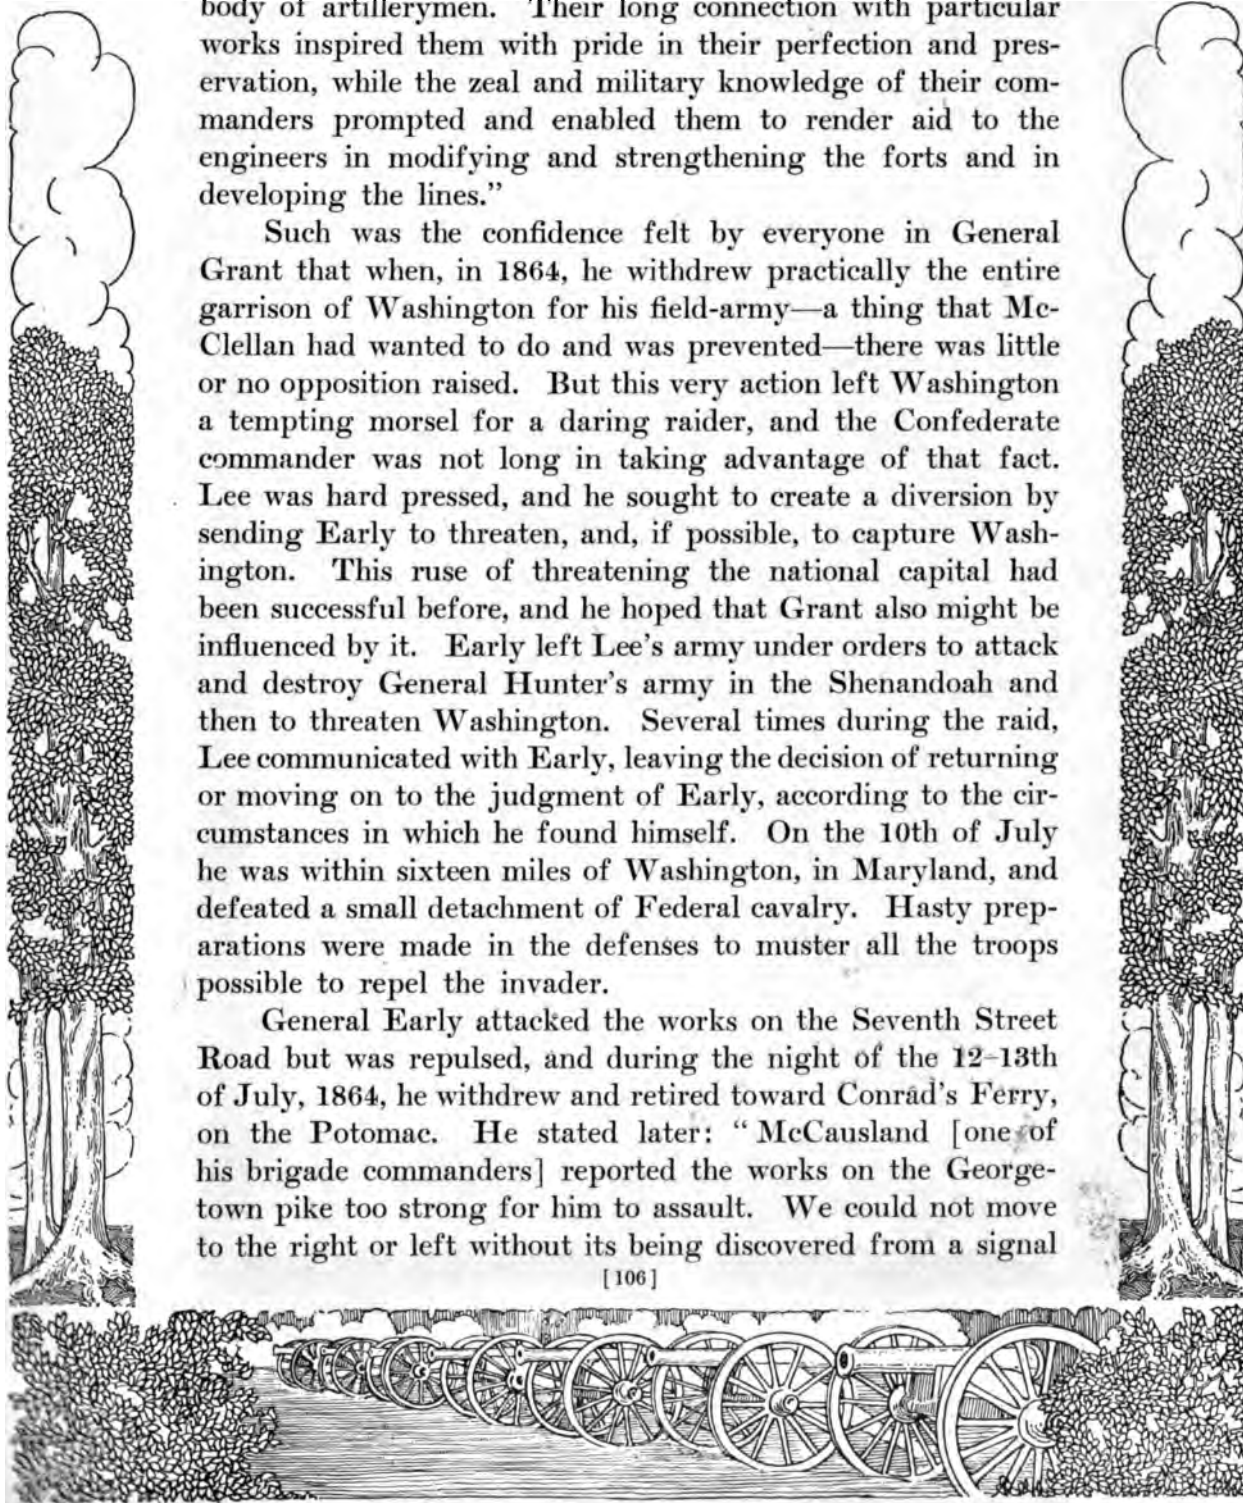 body of artillerymen. Their long connection with particular
works inspired them with pride in their perfection and pres-
ervation, while the zeal and military knowledge of their com-
manders prompted and enabled them to render aid to the
engineers in modifying and strengthening the forts and in
developing the lines.”
Such was the confidence felt by everyone in General
Grant that when, in 1864, he withdrew practically the entire
garrison of Washington for his field-army—a thing that Mc-
Clellan had wanted to do and was prevented—there was little
or no opposition raised. But this very action left Washington
a tempting morsel for a daring raider, and the Confederate
commander was not long in taking advantage of that fact.
Lee was hard pressed, and he sought to create a diversion by
sending Early to threaten, and, if possible, to capture Wash-
ington. This ruse of threatening the national capital had
been successful before, and he hoped that Grant also might be
influenced by it. Early left Lee's army under orders to attack
and destroy General Hunter's army in the Shenandoah and
then to threaten Washington. Several times during the raid,
Lee communicated with Early, leaving the decision of returning
or moving on to the judgment of Early, according to the cir-
cumstances in which he found himself. On the 10th of July
he was within sixteen miles of Washington, in Maryland, and
defeated a small detachment of Federal cavalry. Hasty prep-
arations were made in the defenses to muster all the troops
possible to repel the invader.
General Early attacked the works on the Seventh Street
Road but was repulsed, and during the night of the 12–13th
of July, 1864, he withdrew and retired toward Conrad's Ferry,
on the Potomac. He stated later: “McCausland [one of
his brigade commanders] reported the works on the George-
town pike too strong for him to assault. We could not move
to the right or left without its being discovered from a signal
[106]